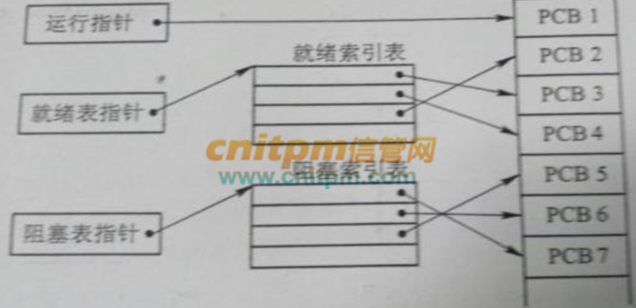 运行指针
PCB 1
就绪索引表
PCB 2
就绪表指针
PCB 3
PCB 4
cnitpm信管网
www.cnitpm.com
阻塞索引表
PCB 5
阻塞表指针
PCB 6
PCB 7